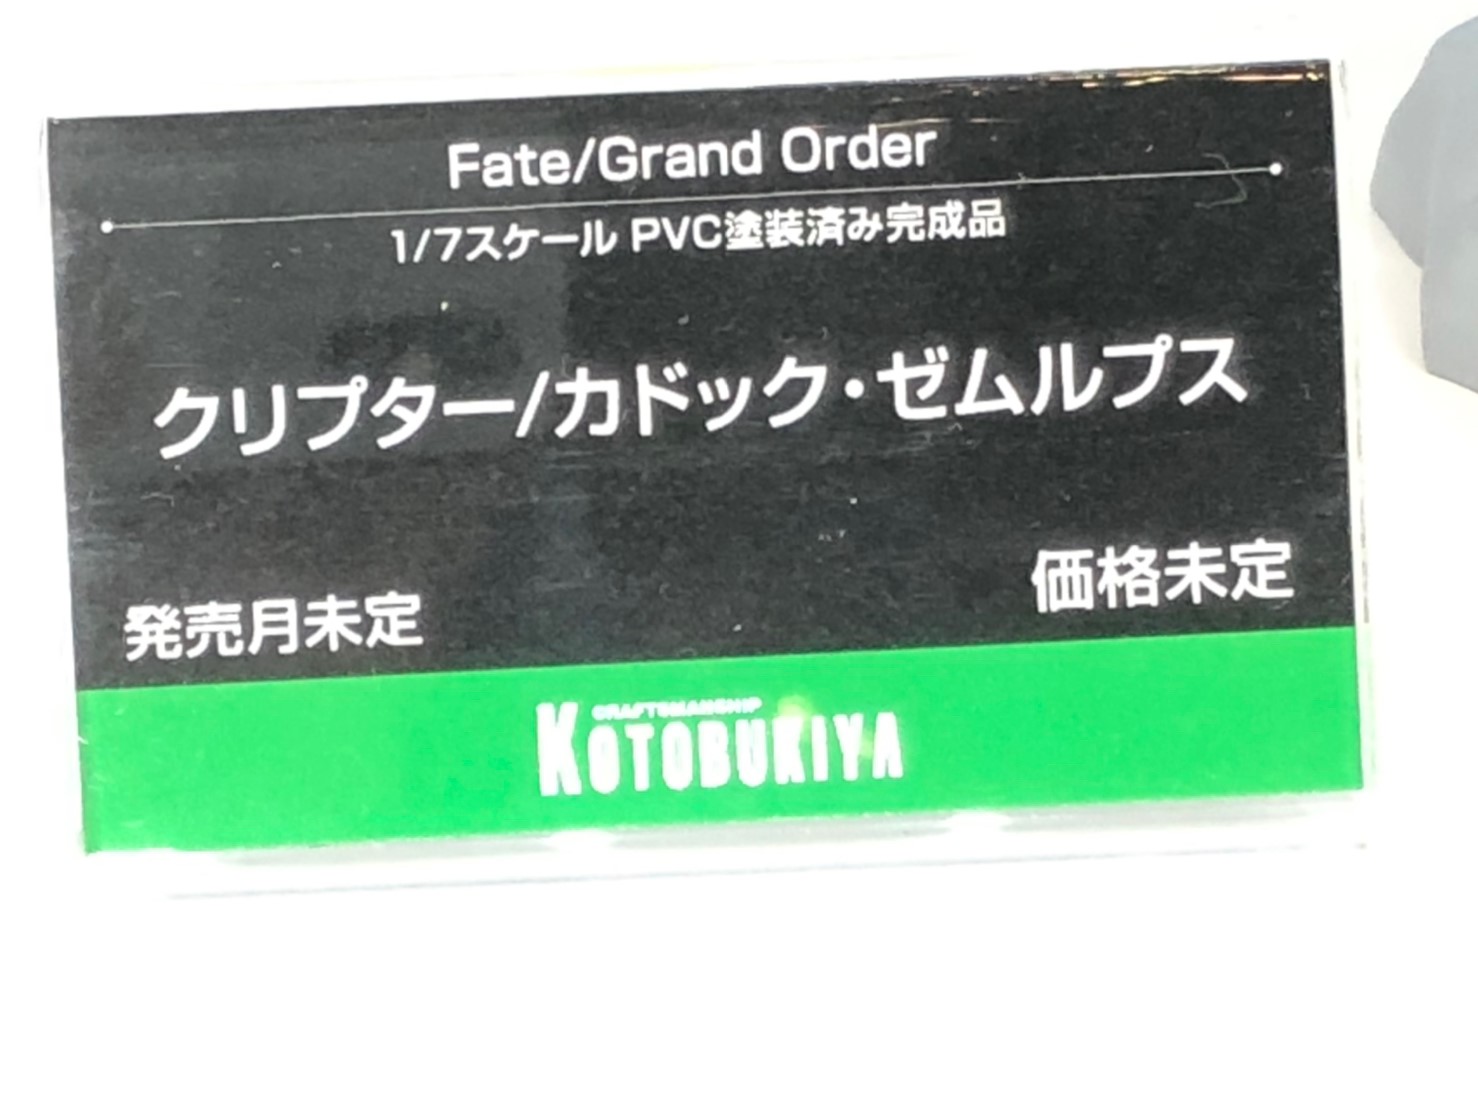 Fate/Grand Order
1/7スケール PVC塗装済み完成品
クリプター/カドック・ゼムルプス
価格未定
発売月未定
CRAFTSMANSHIP
KOTOBUKIYA